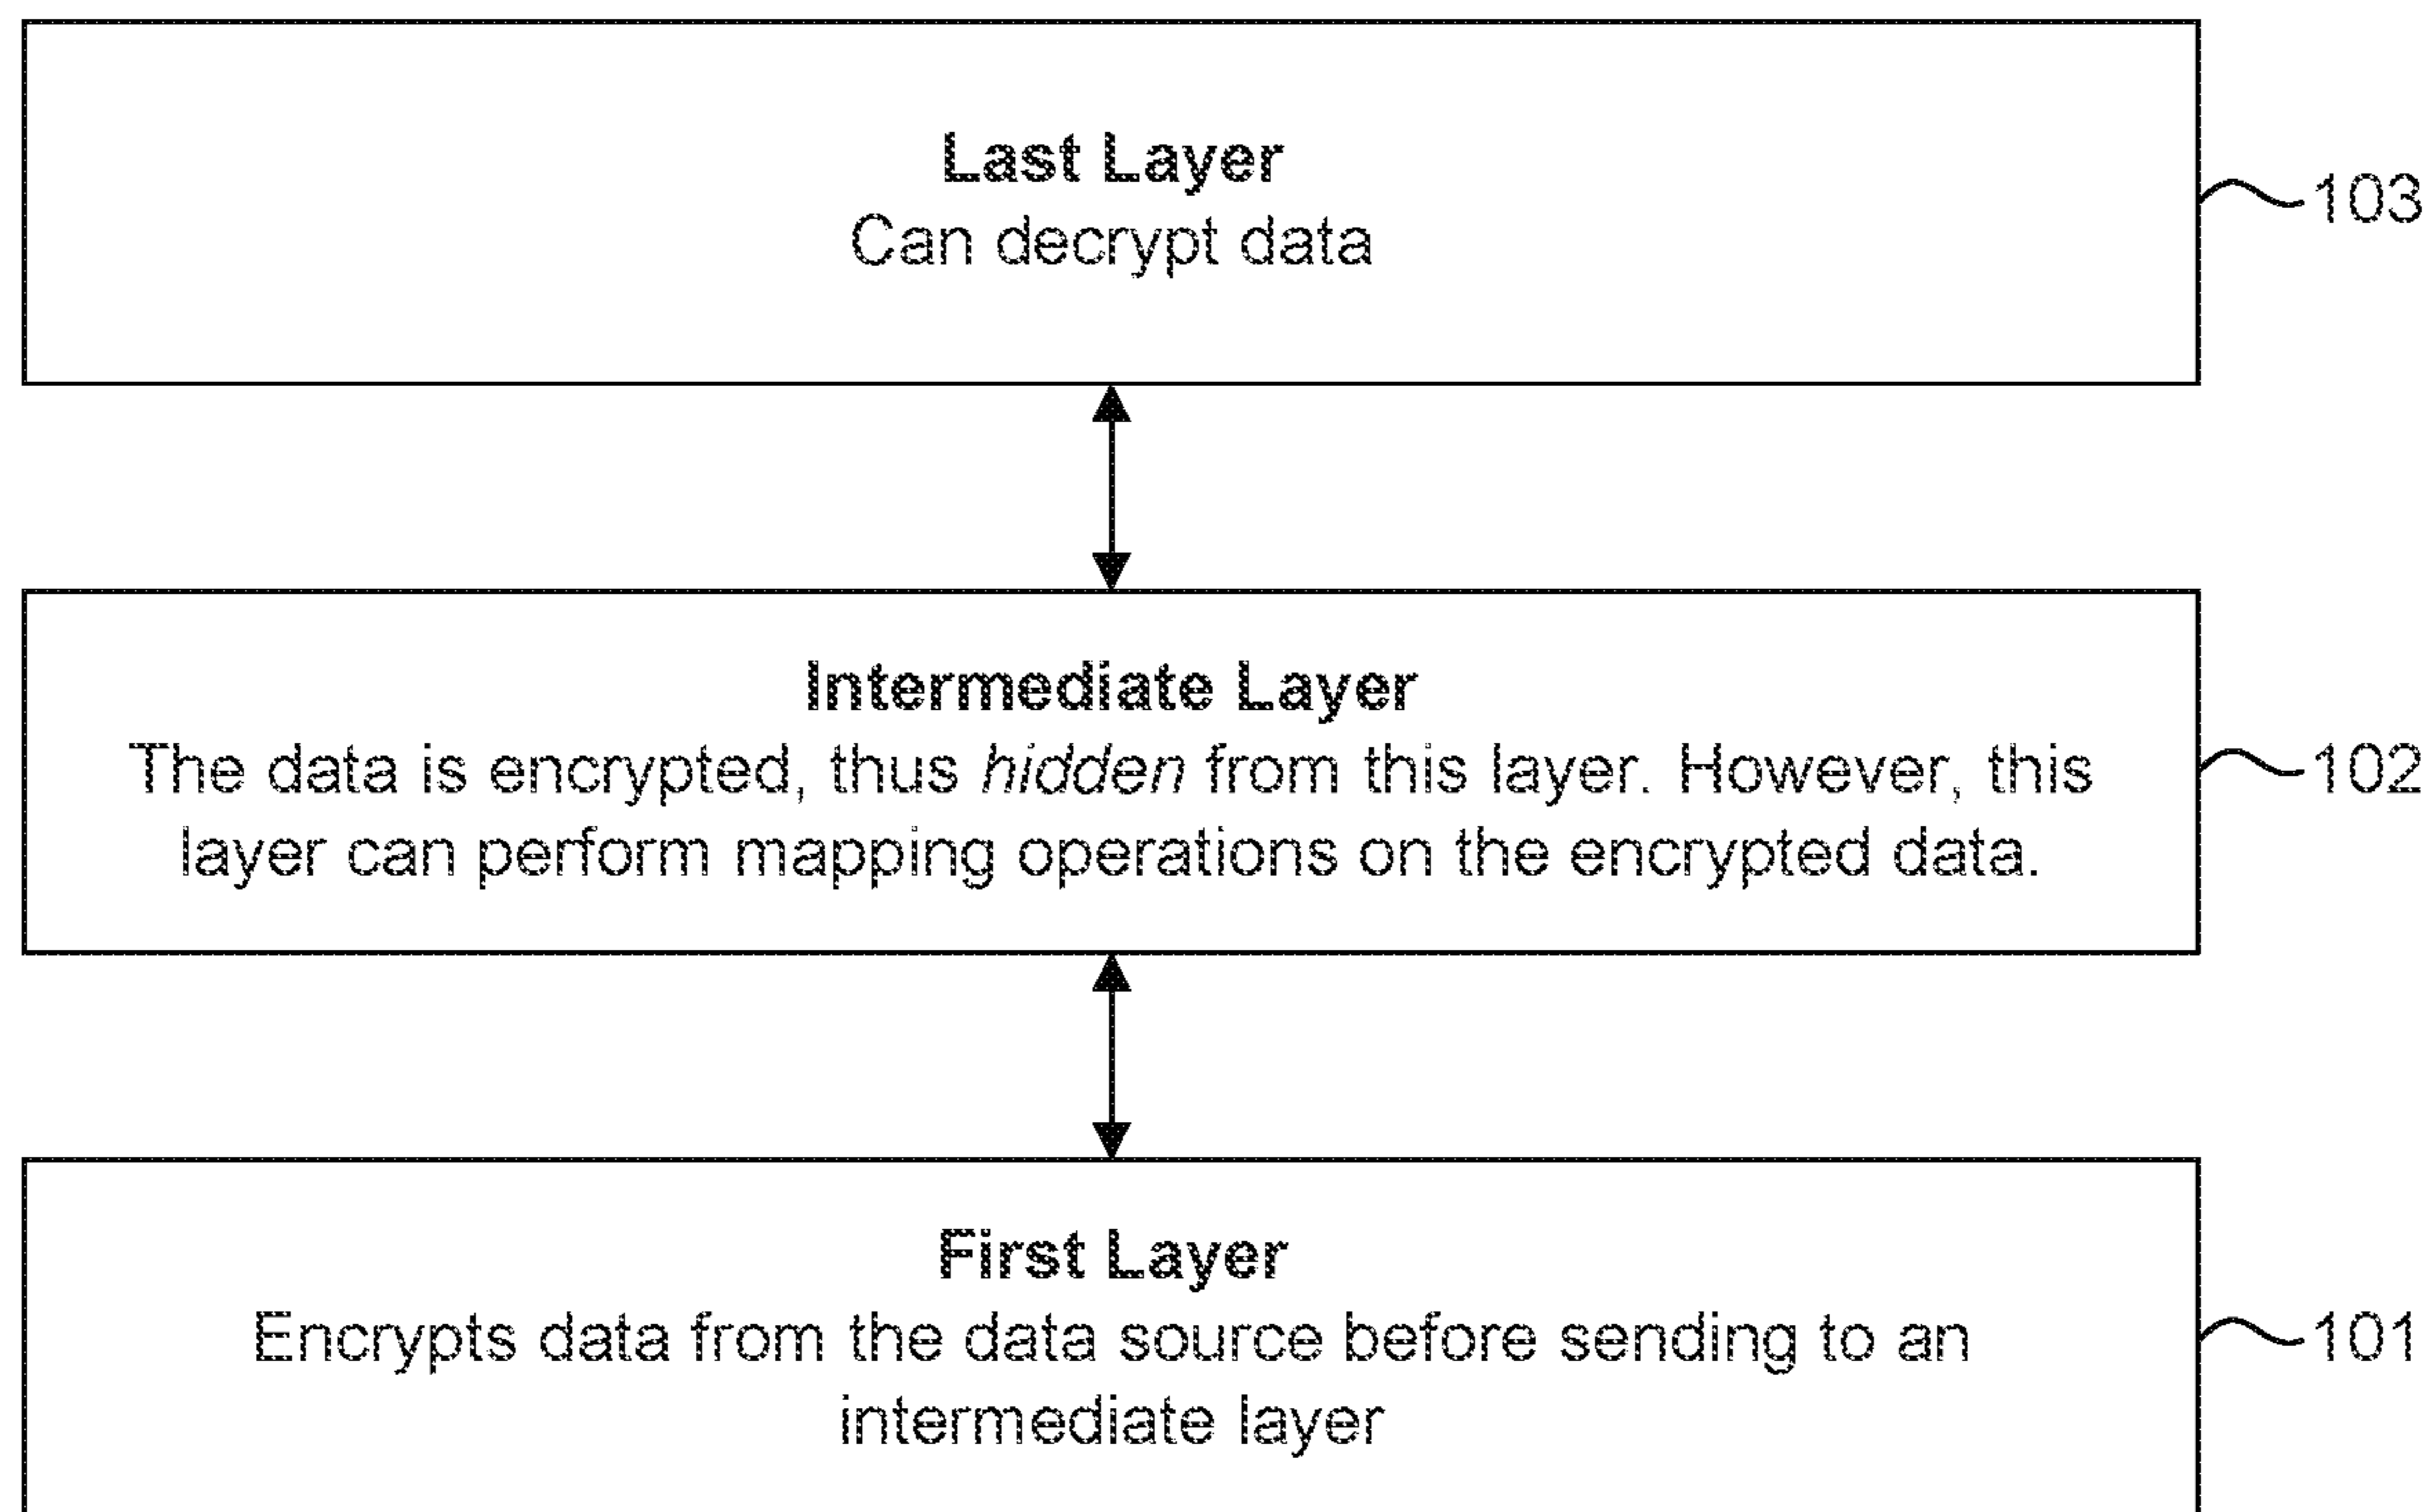 Last Layer
Can decrypt data
103
Intermediate Layer
The data is encrypted, thus hidden from this layer. However, this
layer can perform mapping operations on the encrypted data.
102
First Layer
Encrypts data from the data source before sending to an
intermediate layer
101